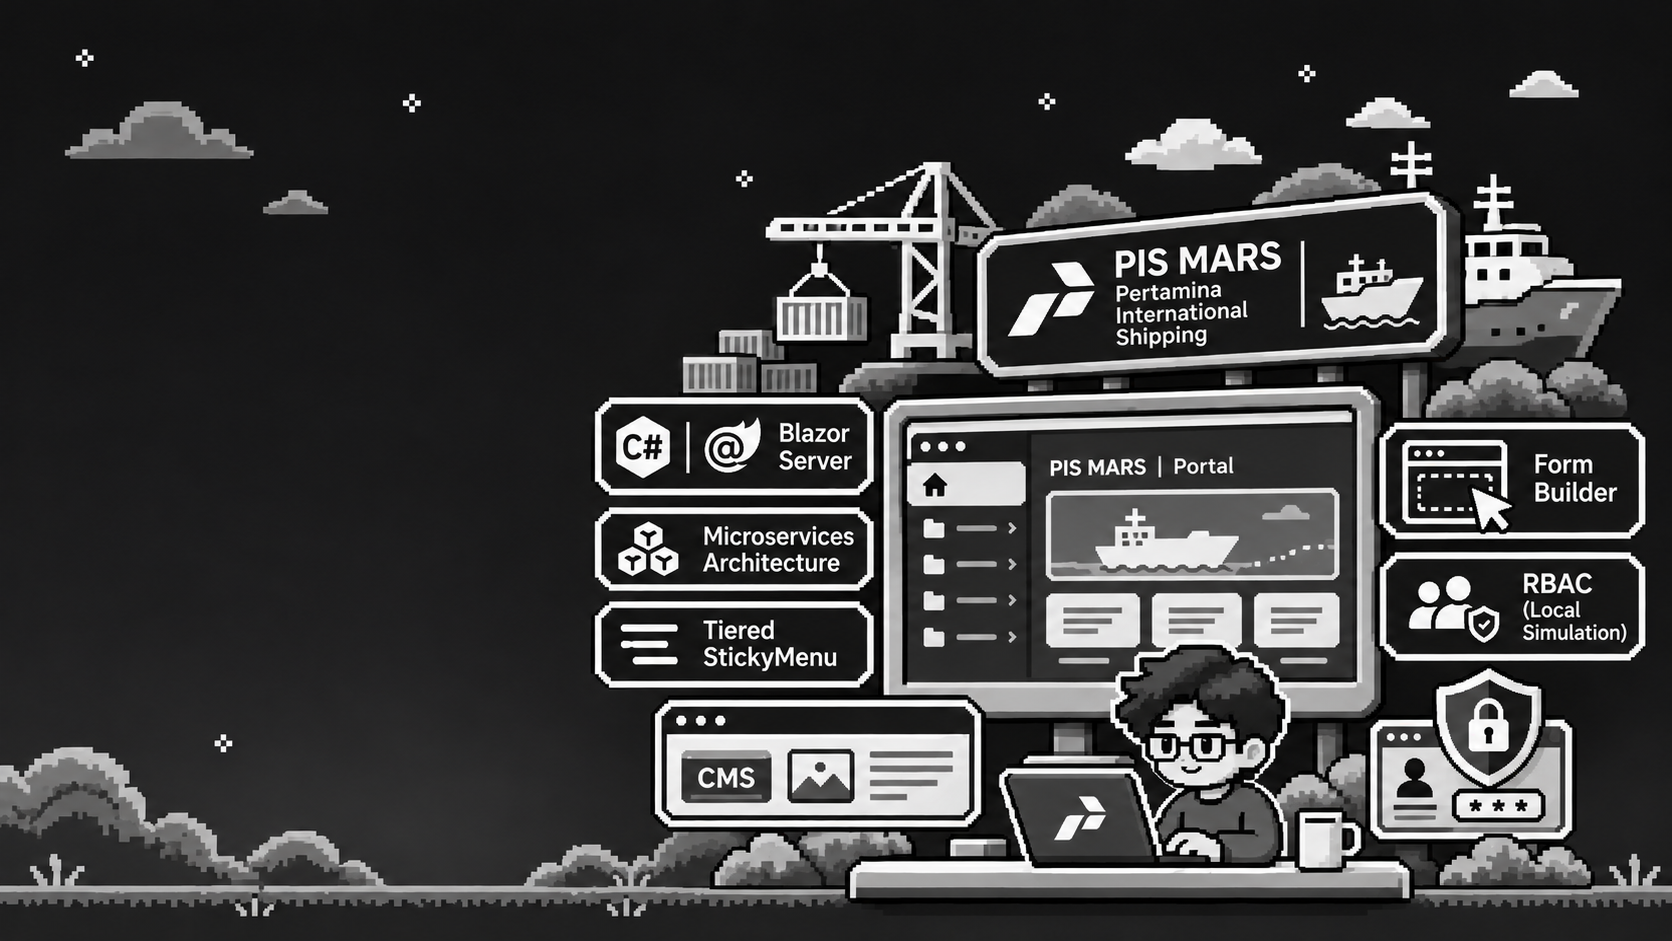 PIS MARS
Pertamina
International
Shipping
C#
@
Blazor
Server
Microservices
Architecture
Tiered
StickyMenu
PIS MARS | Portal
Form
Builder
RBAC
(Local
Simulation)
CMS
***